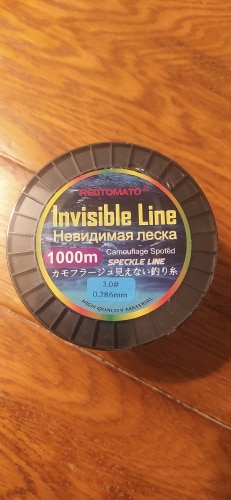 REDTOMATO
Invisible Line
Невидимая леска
1000m
Camouflage Spotěd
SPECKLE LINE
カモフラージュ見えない釣り糸
3.0#
0.286mm
HIGH QUALITY MATERIAL